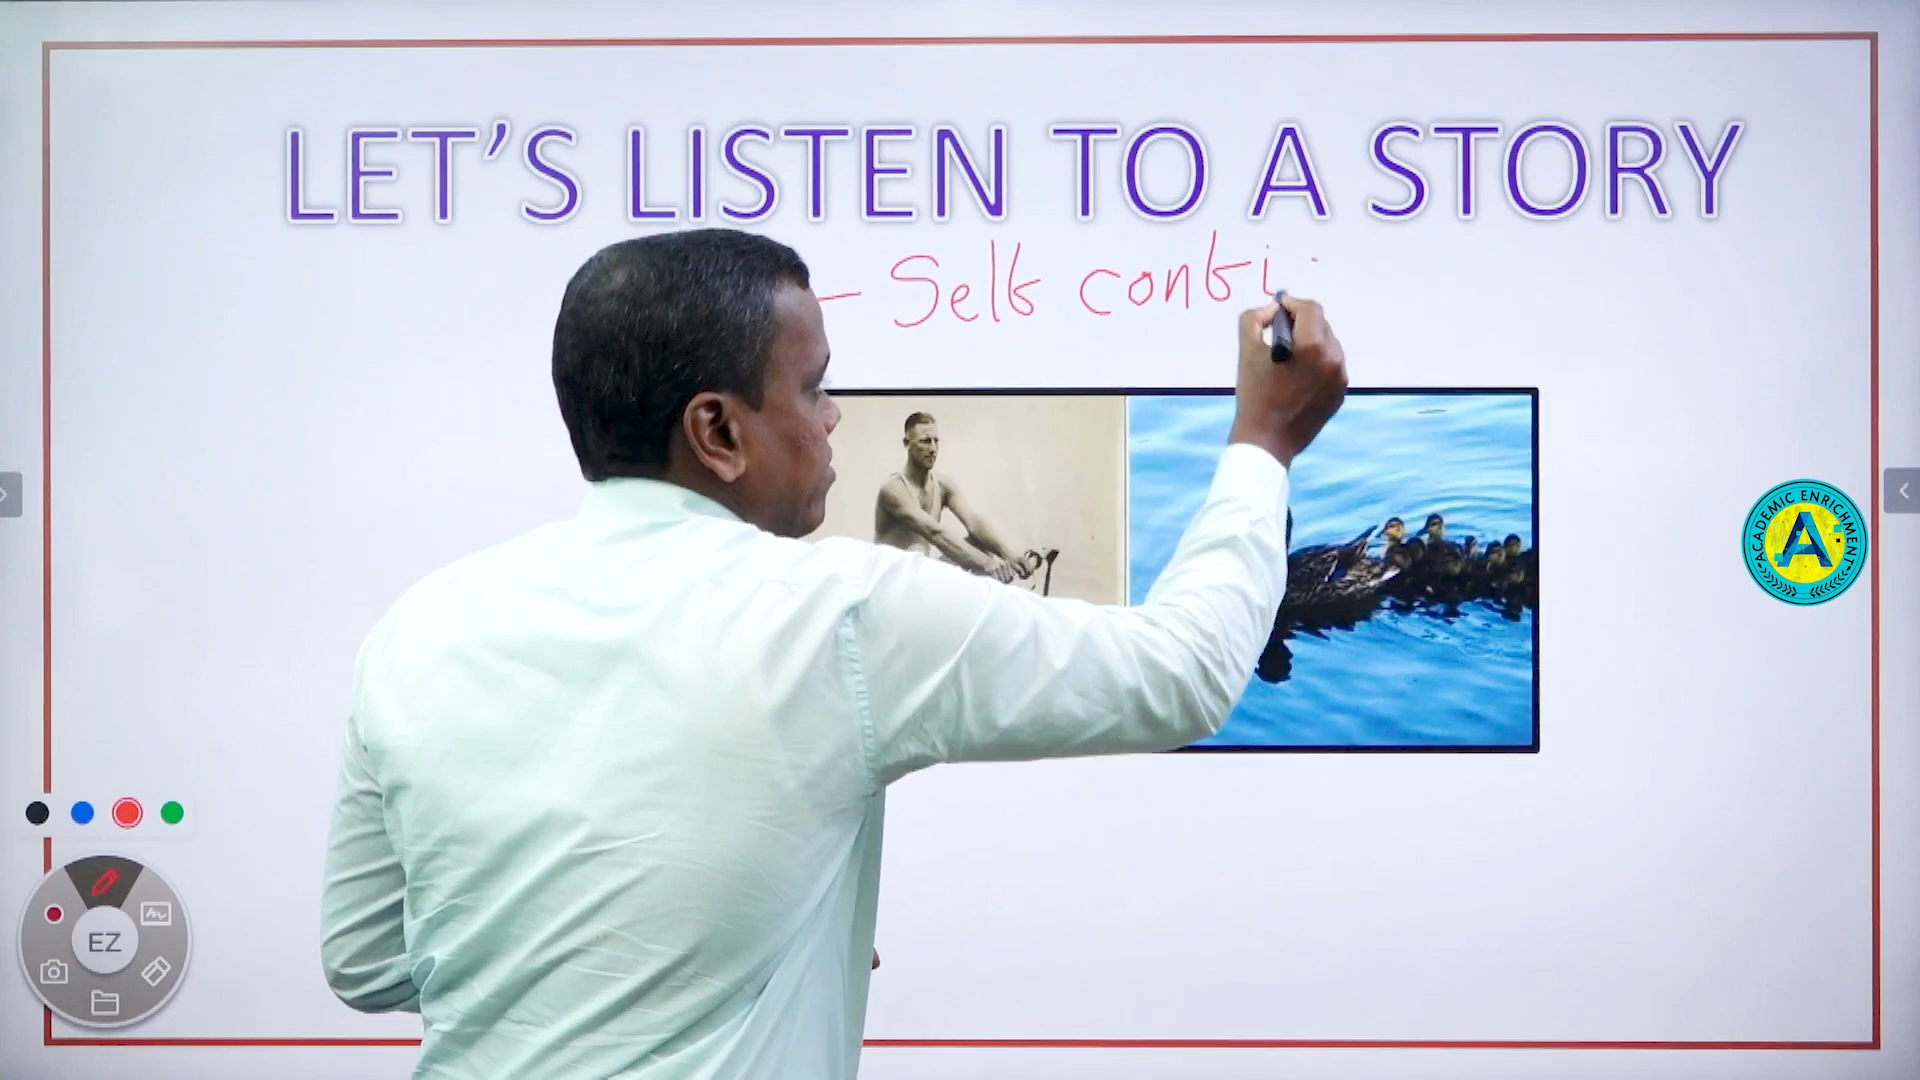 LET'S LISTEN TO A STORY
- Self confi
ACADEMIC ENRICHMENT
A
EZ